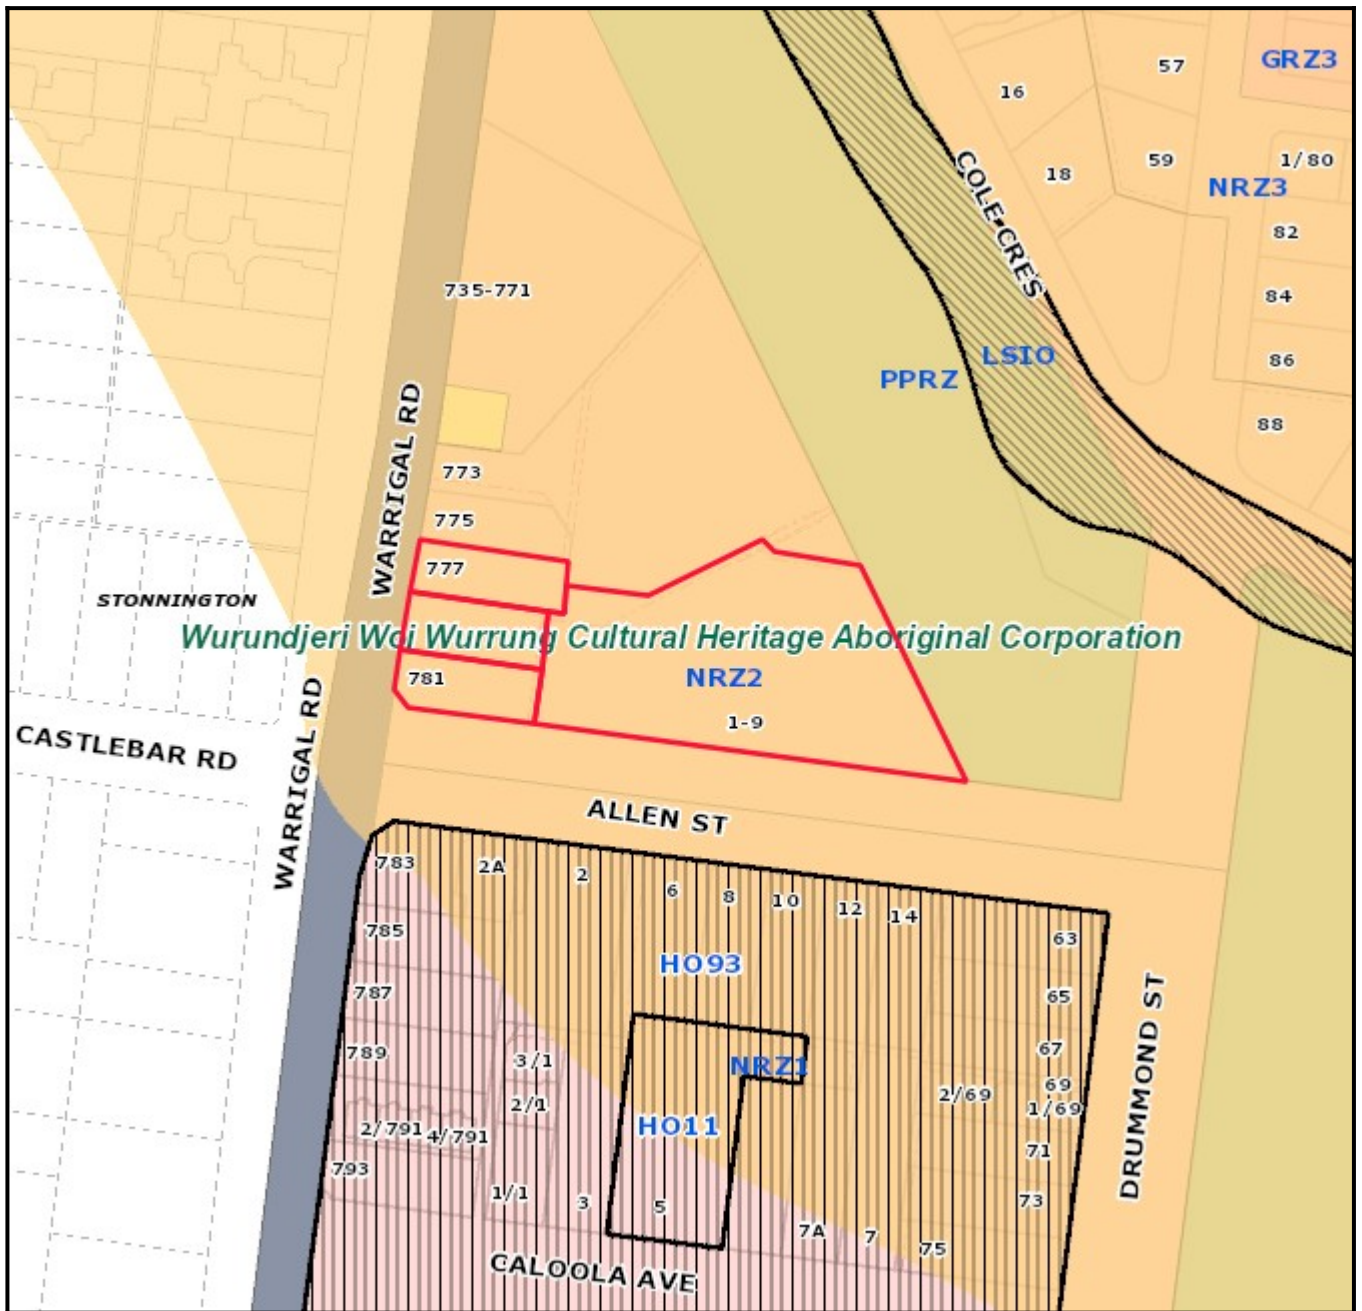 GRZ3
57
16
59
1/80
18
NRZ3
COLE CRES
82
735-771
84
LSIO
86
PPRZ
WARRIGAL RD
88
773
775
777
STONNINGTON
Wurundjeri Woi Wurrung Cultural Heritage Aboriginal Corporation
781
NRZ2
1-9
CASTLEBAR RD
WARRIGAL RD
ALLEN ST
783
2A
2
6
8
10
12
14
785
63
HO93
787
65
DRUMMOND ST
789
3/1
NRZ1
67
69
2/1
2/69
1/69
2/791
4/791
HO11
71
793
1/1
3
5
73
7A
7
75
CALOOLA AVE